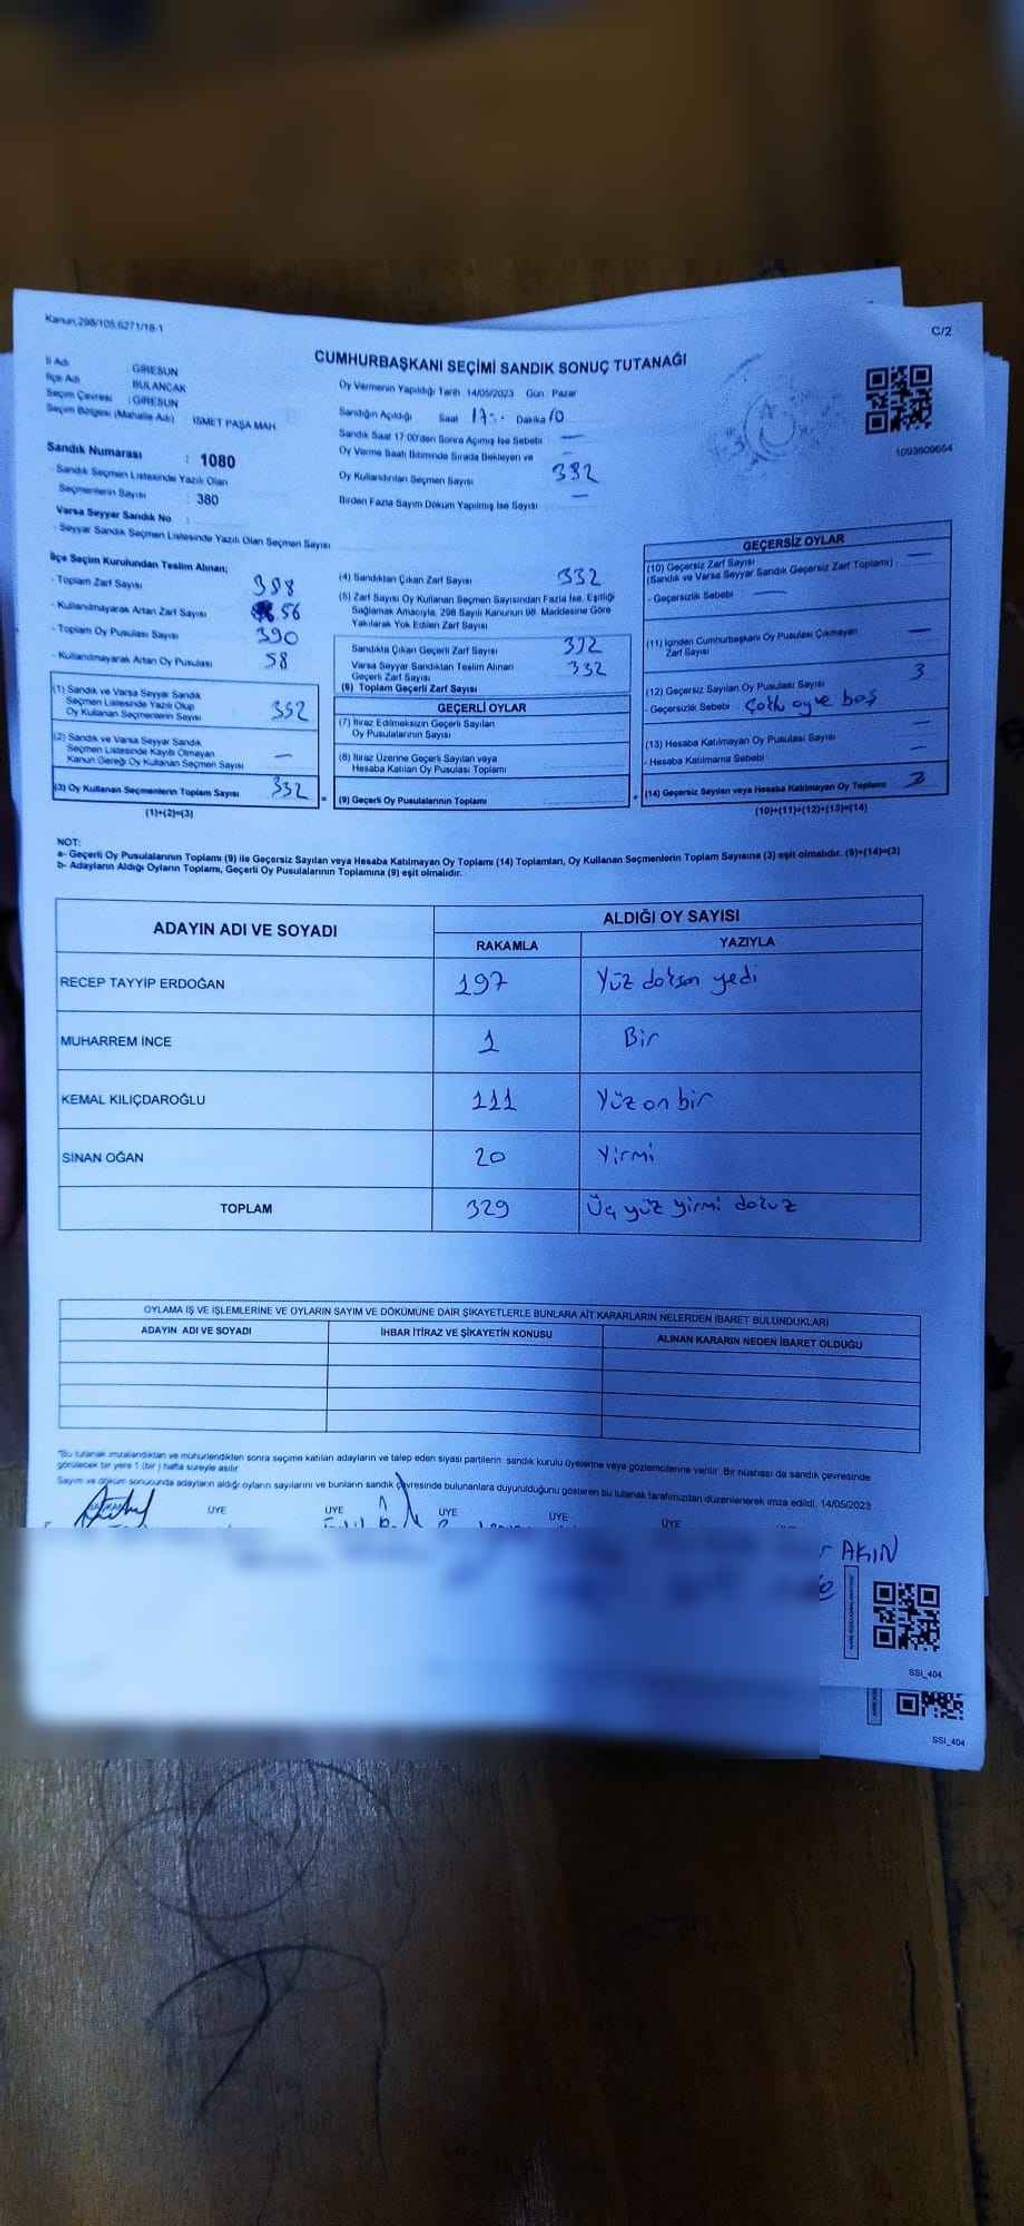 Kanun;298/105,6271/18-1
C/2
CUMHURBAŞKANI SEÇİMİ SANDIK SONUÇ TUTANAĞI
İl Adı : GİRESUN
İlçe Adı BULANCAK
Seçim Çevresi : GİRESUN
Seçim Bölgesi (Mahalle Adı) İSMET PAŞA MAH.
Sandık Numarası : 1080
Sandık Seçmen Listesinde Yazılı Olan
Seçmenlerin Sayısı : 380
Varsa Seyyar Sandık No :
Seyyar Sandık Seçmen Listesinde Yazılı Olan Seçmen Sayısı
Oy Vermenin Yapıldığı Tarih 14/05/2023 Gün : Pazar
Sandığın Açıldığı Saat 17 Dakika 10
Sandık Saat 17:00'den Sonra Açılmış İse Sebebi —
Oy Verme Saati Bitiminde Sırada Bekleyen ve
Oy Kullandırılan Seçmen Sayısı 332
Birden Fazla Sayım Döküm Yapılmış İse Sayısı —
1003609664
İlçe Seçim Kurulundan Teslim Alınan;
- Toplam Zarf Sayısı 388
- Kullanılmayarak Artan Zarf Sayısı 56
- Toplam Oy Pusulası Sayısı 390
- Kullanılmayarak Artan Oy Pusulası 58
(1) Sandık ve Varsa Seyyar Sandık
Seçmen Listesinde Yazılı Olup
Oy Kullanan Seçmenlerin Sayısı 332
(2) Sandık ve Varsa Seyyar Sandık
Seçmen Listesinde Kayıtlı Olmayan
Kanun Gereği Oy Kullanan Seçmen Sayısı —
(3) Oy Kullanan Seçmenlerin Toplam Sayısı 332
(1)+(2)=(3)
(4) Sandıktan Çıkan Zarf Sayısı 332
(5) Zarf Sayısı Oy Kullanan Seçmen Sayısından Fazla İse, Eşitliği
Sağlamak Amacıyla, 298 Sayılı Kanunun 98. Maddesine Göre
Yakılarak Yok Edilen Zarf Sayısı
Sandıkta Çıkan Geçerli Zarf Sayısı 332
Varsa Seyyar Sandıktan Teslim Alınan
Geçerli Zarf Sayısı 332
(6) Toplam Geçerli Zarf Sayısı
GEÇERLİ OYLAR
(7) İtiraz Edilmeksizin Geçerli Sayılan
Oy Pusulalarının Sayısı
(8) İtiraz Üzerine Geçerli Sayılan veya
Hesaba Katılan Oy Pusulası Toplamı
(9) Geçerli Oy Pusulalarının Toplamı
GEÇERSİZ OYLAR
(10) Geçersiz Zarf Sayısı
(Sandık ve Varsa Seyyar Sandık Geçersiz Zarf Toplamı) —
- Geçersizlik Sebebi —
(11) İçinden Cumhurbaşkanı Oy Pusulası Çıkmayan
Zarf Sayısı —
(12) Geçersiz Sayılan Oy Pusulası Sayısı 3
- Geçersizlik Sebebi Çoklu oy ve boş
(13) Hesaba Katılmayan Oy Pusulası Sayısı —
- Hesaba Katılmama Sebebi —
(14) Geçersiz Sayılan veya Hesaba Katılmayan Oy Toplamı 3
(10)+(11)+(12)+(13)=(14)
NOT:
a- Geçerli Oy Pusulalarının Toplamı (9) ile Geçersiz Sayılan veya Hesaba Katılmayan Oy Toplamı (14) Toplamları, Oy Kullanan Seçmenlerin Toplam Sayısına (3) eşit olmalıdır. (9)+(14)=(3)
b- Adayların Aldığı Oyların Toplamı, Geçerli Oy Pusulalarının Toplamına (9) eşit olmalıdır.
ADAYIN ADI VE SOYADI ALDIĞI OY SAYISI
RAKAMLA YAZIYLA
RECEP TAYYİP ERDOĞAN 197 Yüz doksan yedi
MUHARREM İNCE 1 Bir
KEMAL KILIÇDAROĞLU 111 Yüz on bir
SİNAN OĞAN 20 Yirmi
TOPLAM 329 Üç yüz yirmi dokuz
OYLAMA İŞ VE İŞLEMLERİNE VE OYLARIN SAYIM VE DÖKÜMÜNE DAİR ŞİKAYETLERLE BUNLARA AİT KARARLARIN NELERDEN İBARET BULUNDUKLARI
ADAYIN ADI VE SOYADI İHBAR İTİRAZ VE ŞİKAYETİN KONUSU ALINAN KARARIN NEDEN İBARET OLDUĞU
"Bu tutanak imzalandıktan ve mühürlendikten sonra seçime katılan adayların ve talep eden siyasi partilerin sandık kurulu üyelerine veya gözlemcilerine verilir. Bir nüshası da sandık çevresinde
görülecek bir yere 1 (bir) hafta süreyle asılır.
Sayım ve döküm sonucunda adayların aldığı oyların sayılarını ve bunların sandık çevresinde bulunanlara duyurulduğunu gösteren bu tutanak tarafımızdan düzenlenerek imza edildi. 14/05/2023
ÜYE ÜYE ÜYE ÜYE ÜYE
AKIN
SSI_404
SSI_404